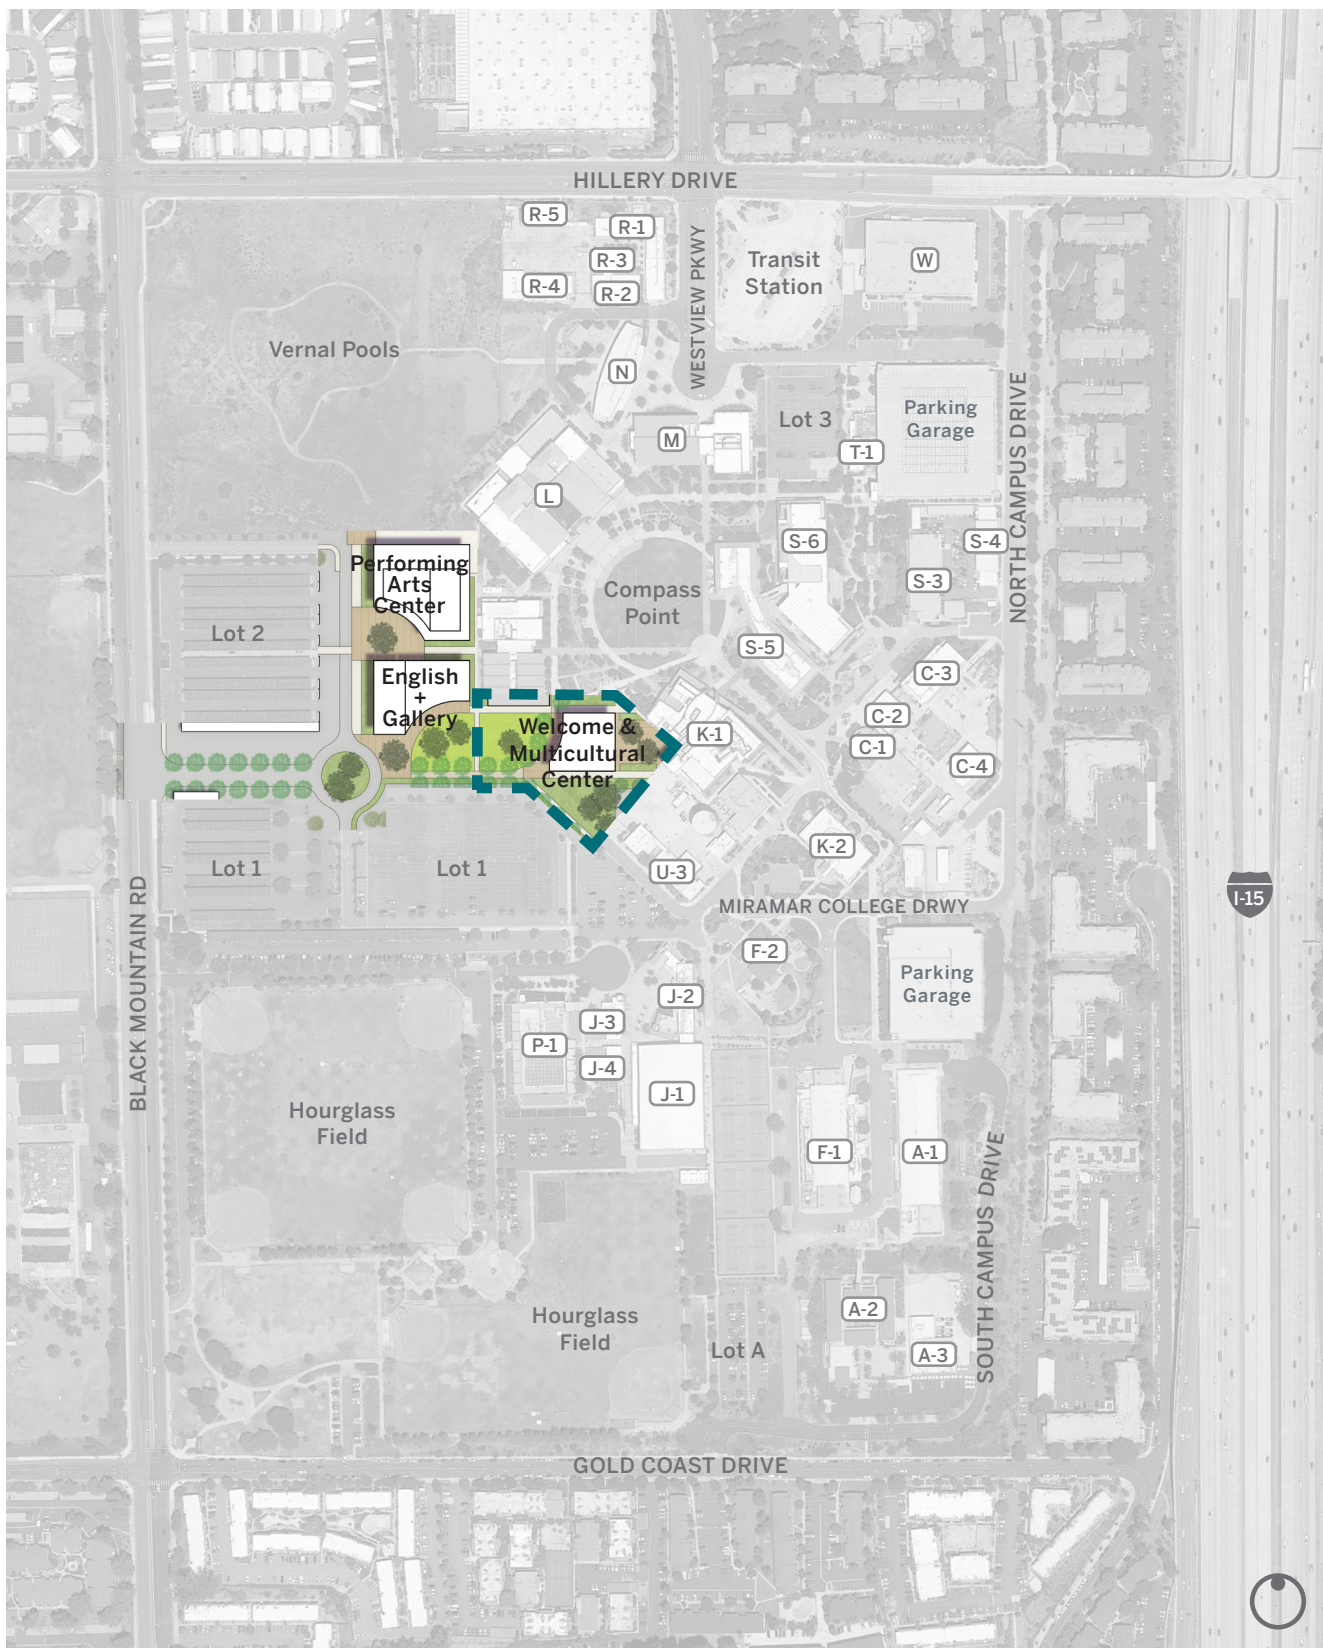 HILLERY DRIVE
R-5
R-1
R-3
R-4
R-2
WESTVIEW PKWY
Transit
Station
W
Vernal Pools
N
NORTH CAMPUS DRIVE
Parking
Garage
Lot 3
M
T-1
L
S-6
S-4
S-3
Performing
Arts
Center
Compass
Point
Lot 2
S-5
English
+
Gallery
C-3
C-2
C-1
C-4
Welcome &
Multicultural
Center
K-1
K-2
U-3
Lot 1
Lot 1
BLACK MOUNTAIN RD
MIRAMAR COLLEGE DRWY
I-15
F-2
Parking
Garage
J-2
J-3
P-1
J-4
J-1
Hourglass
Field
F-1
A-1
SOUTH CAMPUS DRIVE
A-2
Hourglass
Field
Lot A
A-3
GOLD COAST DRIVE